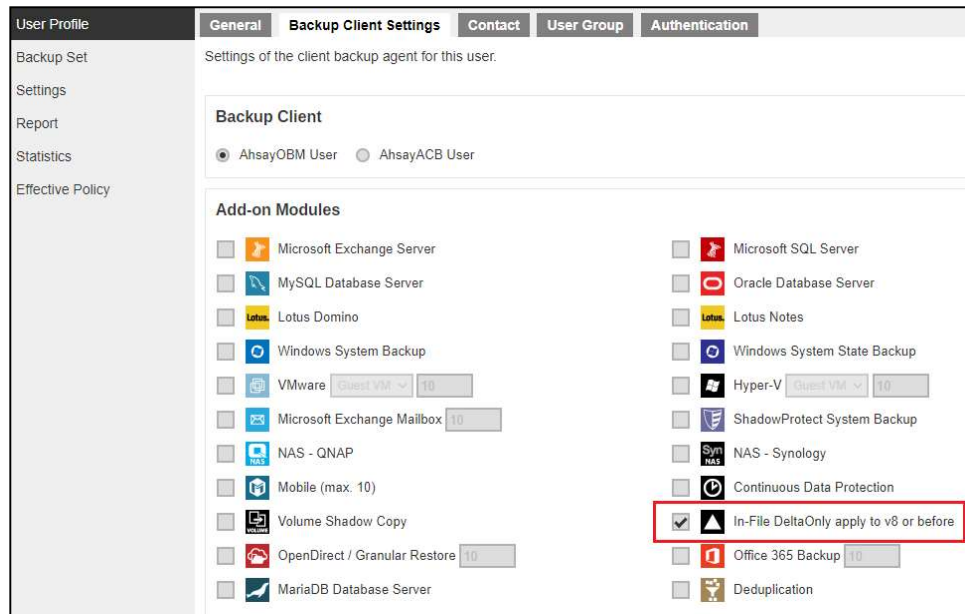 User Profile
Backup Set
Settings
Report
Statistics
Effective Policy
General Backup Client Settings Contact User Group Authentication
Settings of the client backup agent for this user.
Backup Client
AhsayOBM User AhsayACB User
Add-on Modules
Microsoft Exchange Server Microsoft SQL Server
MySQL Database Server Oracle Database Server
Lotus. Lotus Domino Lotus. Lotus Notes
Windows System Backup Windows System State Backup
VMware Guest VM 10 Hyper-V Guest VM 10
Microsoft Exchange Mailbox 10 ShadowProtect System Backup
NAS NAS - QNAP Syn NAS NAS - Synology
Mobile (max. 10) Continuous Data Protection
VOLUME Volume Shadow Copy In-File DeltaOnly apply to v8 or before
OpenDirect / Granular Restore 10 Office 365 Backup 10
MariaDB Database Server Deduplication